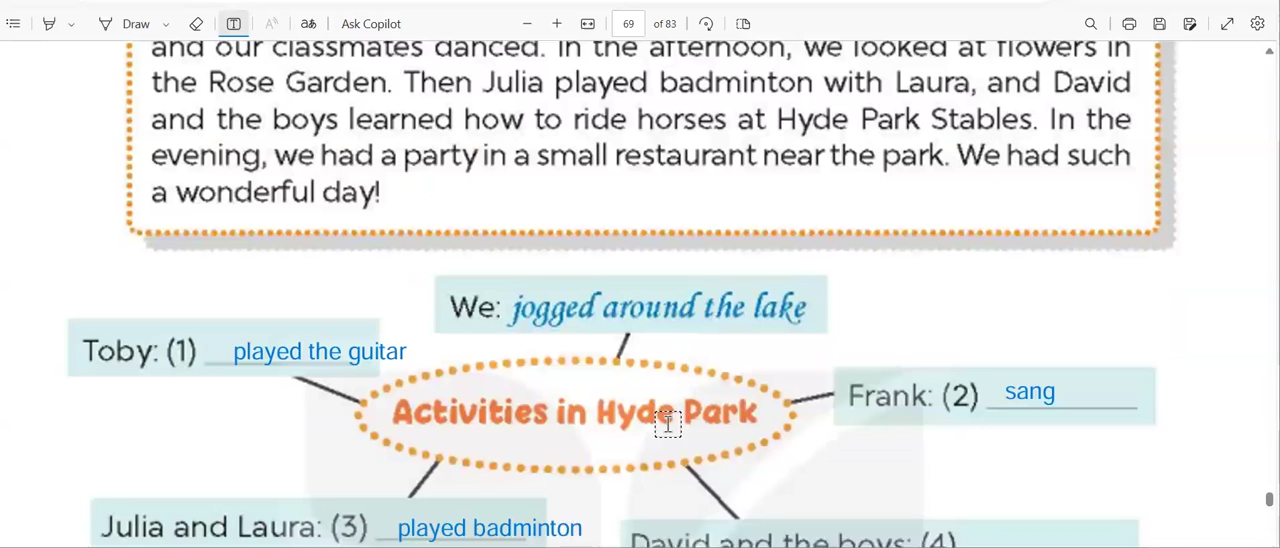 Draw
Ask Copilot
69 of 83
and our classmates danced. In the afternoon, we looked at flowers in
the Rose Garden. Then Julia played badminton with Laura, and David
and the boys learned how to ride horses at Hyde Park Stables. In the
evening, we had a party in a small restaurant near the park. We had such
a wonderful day!
We: jogged around the lake
Toby: (1) played the guitar
Frank: (2) sang
Activities in Hyde Park
Julia and Laura: (3) played badminton
David and the boys: (4)